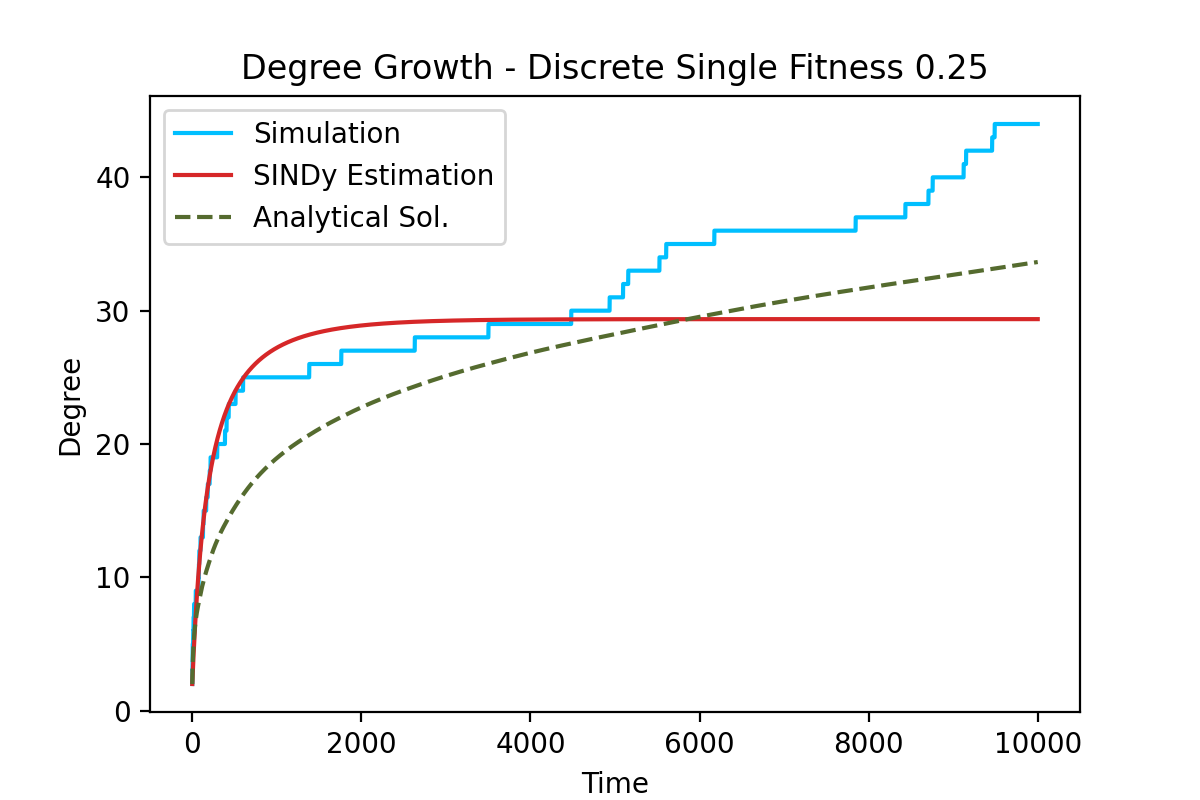 Degree Growth - Discrete Single Fitness 0.25
Simulation
SINDy Estimation
Analytical Sol.
40
30
20
10
0
Degree
0 2000 4000 6000 8000 10000
Time